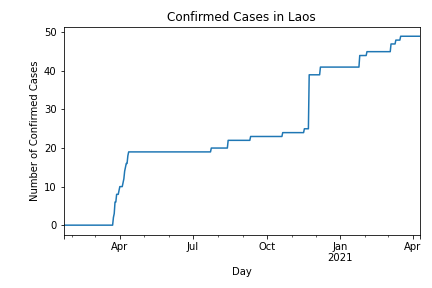 Confirmed Cases in Laos
Number of Confirmed Cases
50
40
30
20
10
0
Apr
Jul
Oct
Jan
2021
Apr
Day